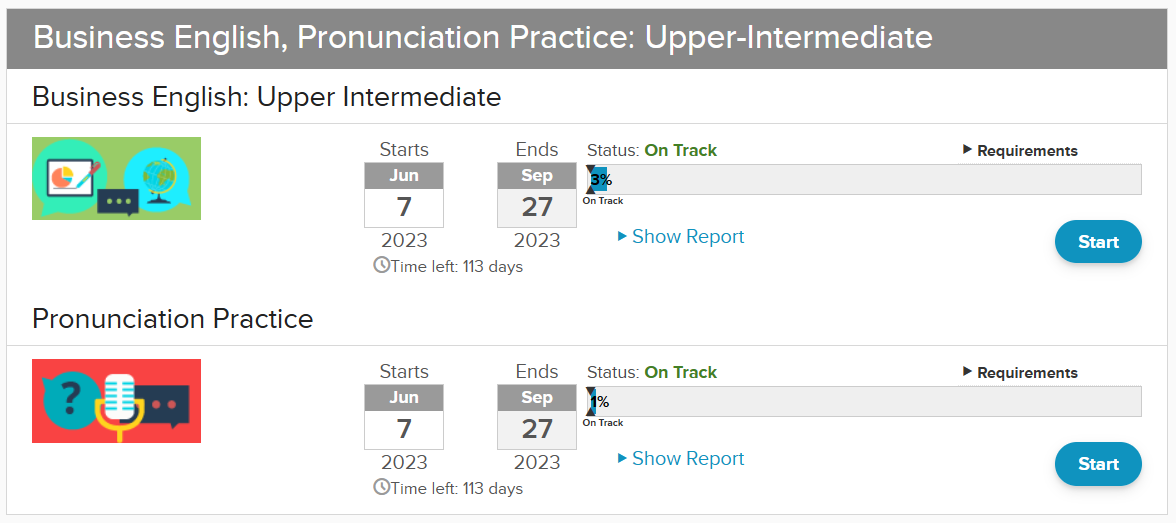 Business English, Pronunciation Practice: Upper-Intermediate
Business English: Upper Intermediate
Starts
Jun
7
2023
Time left: 113 days
Ends
Sep
27
2023
Status: On Track
3%
On Track
Show Report
Requirements
Start
Pronunciation Practice
?
Starts
Jun
7
2023
Time left: 113 days
Ends
Sep
27
2023
Status: On Track
1%
On Track
Show Report
Requirements
Start